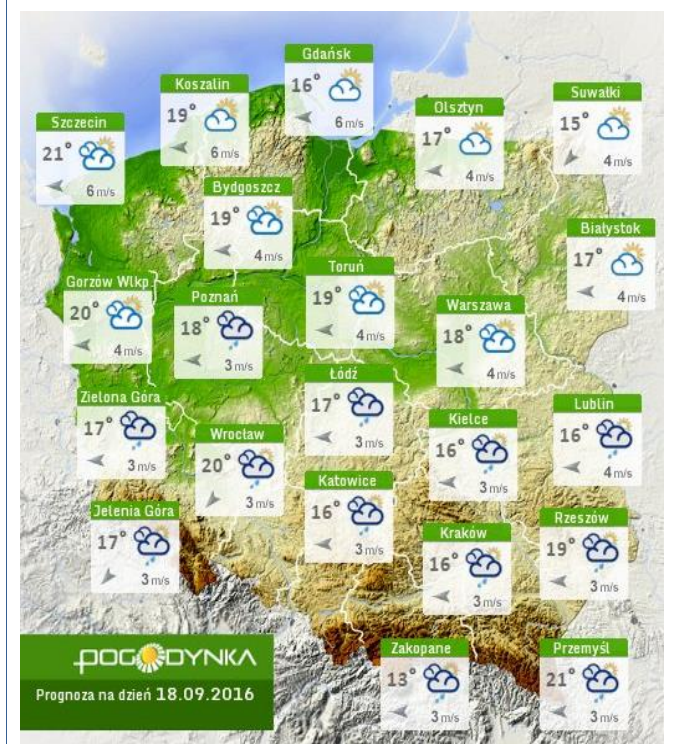 Gdańsk
16°
6 m/s
Koszalin
19°
6 m/s
Suwałki
15°
4 m/s
Olsztyn
17°
4 m/s
Szczecin
21°
6 m/s
Bydgoszcz
19°
4 m/s
Białystok
17°
4 m/s
Toruń
19°
4 m/s
Gorzów Wlkp.
20°
4 m/s
Poznań
18°
3 m/s
Warszawa
18°
4 m/s
Łódź
17°
3 m/s
Zielona Góra
17°
3 m/s
Lublin
16°
4 m/s
Kielce
16°
3 m/s
Wrocław
20°
3 m/s
Katowice
16°
3 m/s
Jelenia Góra
17°
3 m/s
Rzeszów
19°
3 m/s
Kraków
16°
3 m/s
Zakopane
13°
3 m/s
Przemyśl
21°
3 m/s
POGODYNKA
Prognoza na dzień 18.09.2016